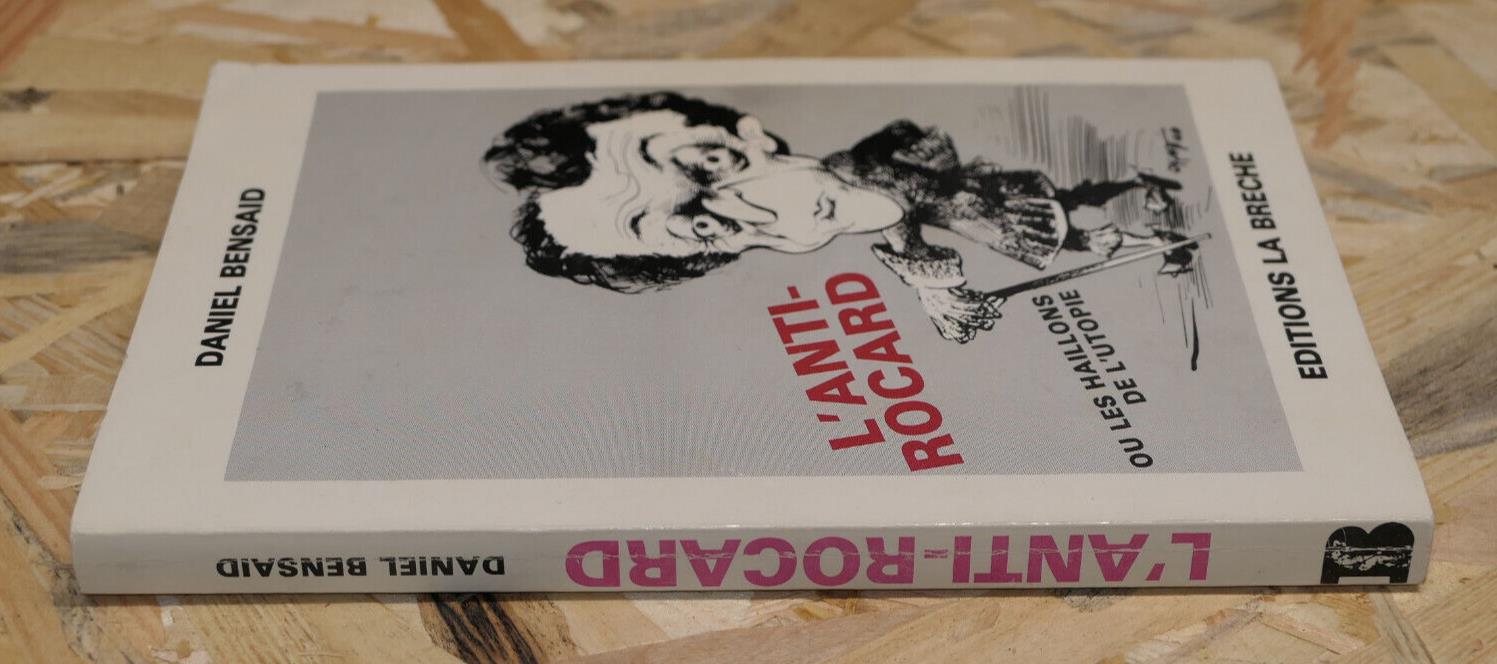 DANIEL BENSAID
L'ANTI-
ROCARD
OU LES HAILLONS
DE L'UTOPIE
EDITIONS LA BRECHE
L'ANTI-ROCARD
DANIEL BENSAID